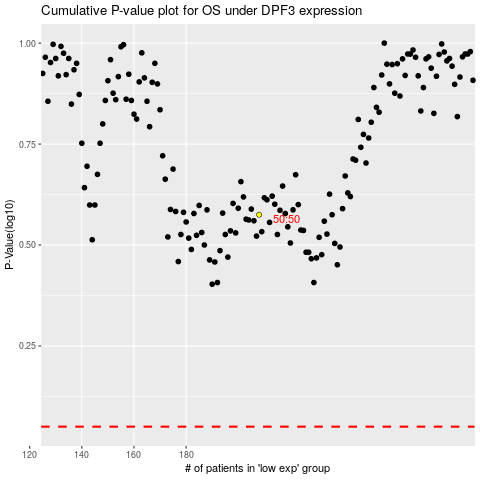 Cumulative P-value plot for OS under DPF3 expression
P-Value(log10)
1.00
0.75
0.50
0.25
50:50
120 140 160 180
# of patients in 'low exp' group